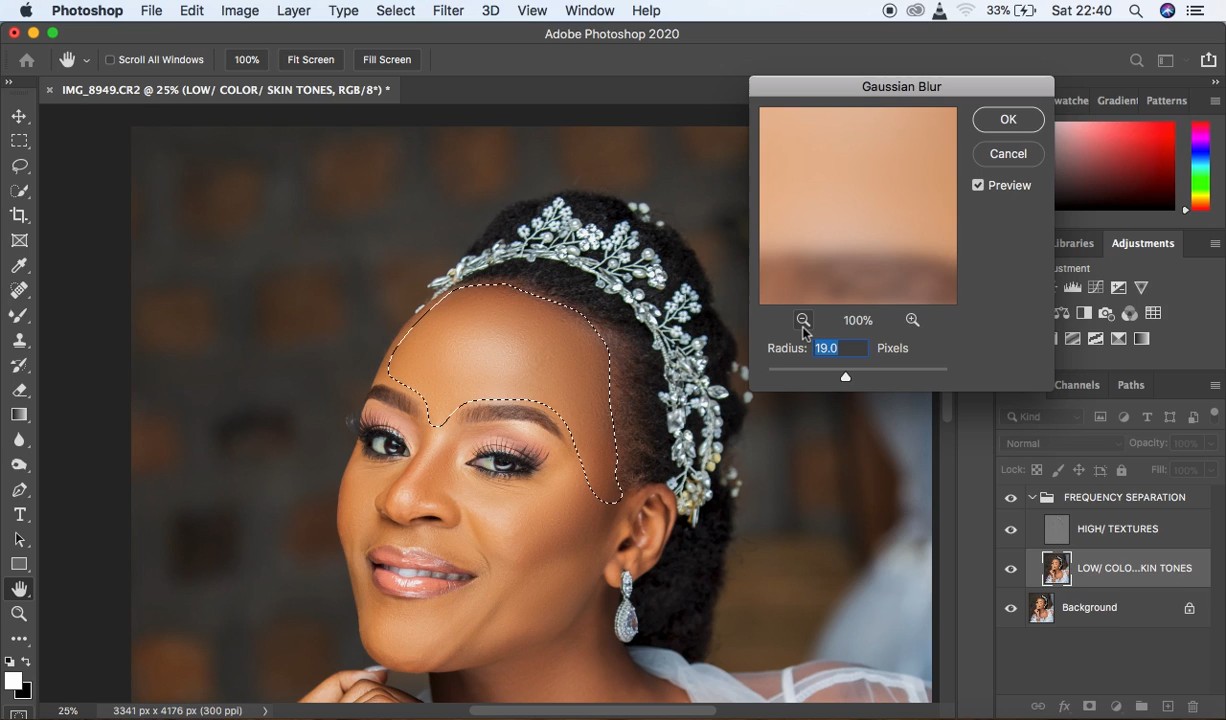 Photoshop File Edit Image Layer Type Select Filter 3D View Window Help 33% Sat 22:40
Adobe Photoshop 2020
Scroll All Windows 100% Fit Screen Fill Screen
× IMG_8949.CR2 @ 25% (LOW/ COLOR/ SKIN TONES, RGB/8*) *
Gaussian Blur
OK
Cancel
Preview
100%
Radius: 19.0 Pixels
watche Gradient Patterns
ibraries Adjustments
ustment
Channels Paths
Kind
Normal Opacity: 100%
Lock: Fill: 100%
FREQUENCY SEPARATION
HIGH/ TEXTURES
LOW/ COLO...KIN TONES
Background
25% 3341 px x 4176 px (300 ppi)